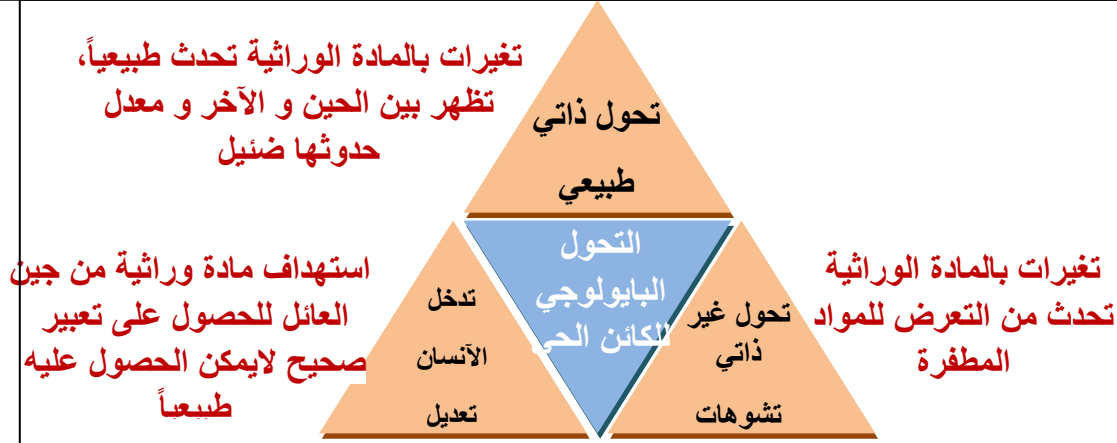 تغيرات بالمادة الوراثية تحدث طبيعياً،
تظهر بين الحين و الآخر و معدل
حدوثها ضئيل
تحول ذاتي
طبيعي
التحول
البايولوجي
للكائن الحي
تغيرات بالمادة الوراثية
تحدث من التعرض للمواد
المطفرة
تحول غير
ذاتي
تشوهات
تدخل
الآنسان
تعديل
استهداف مادة وراثية من جين
العائل للحصول على تعبير
صحيح لايمكن الحصول عليه
طبيعياً